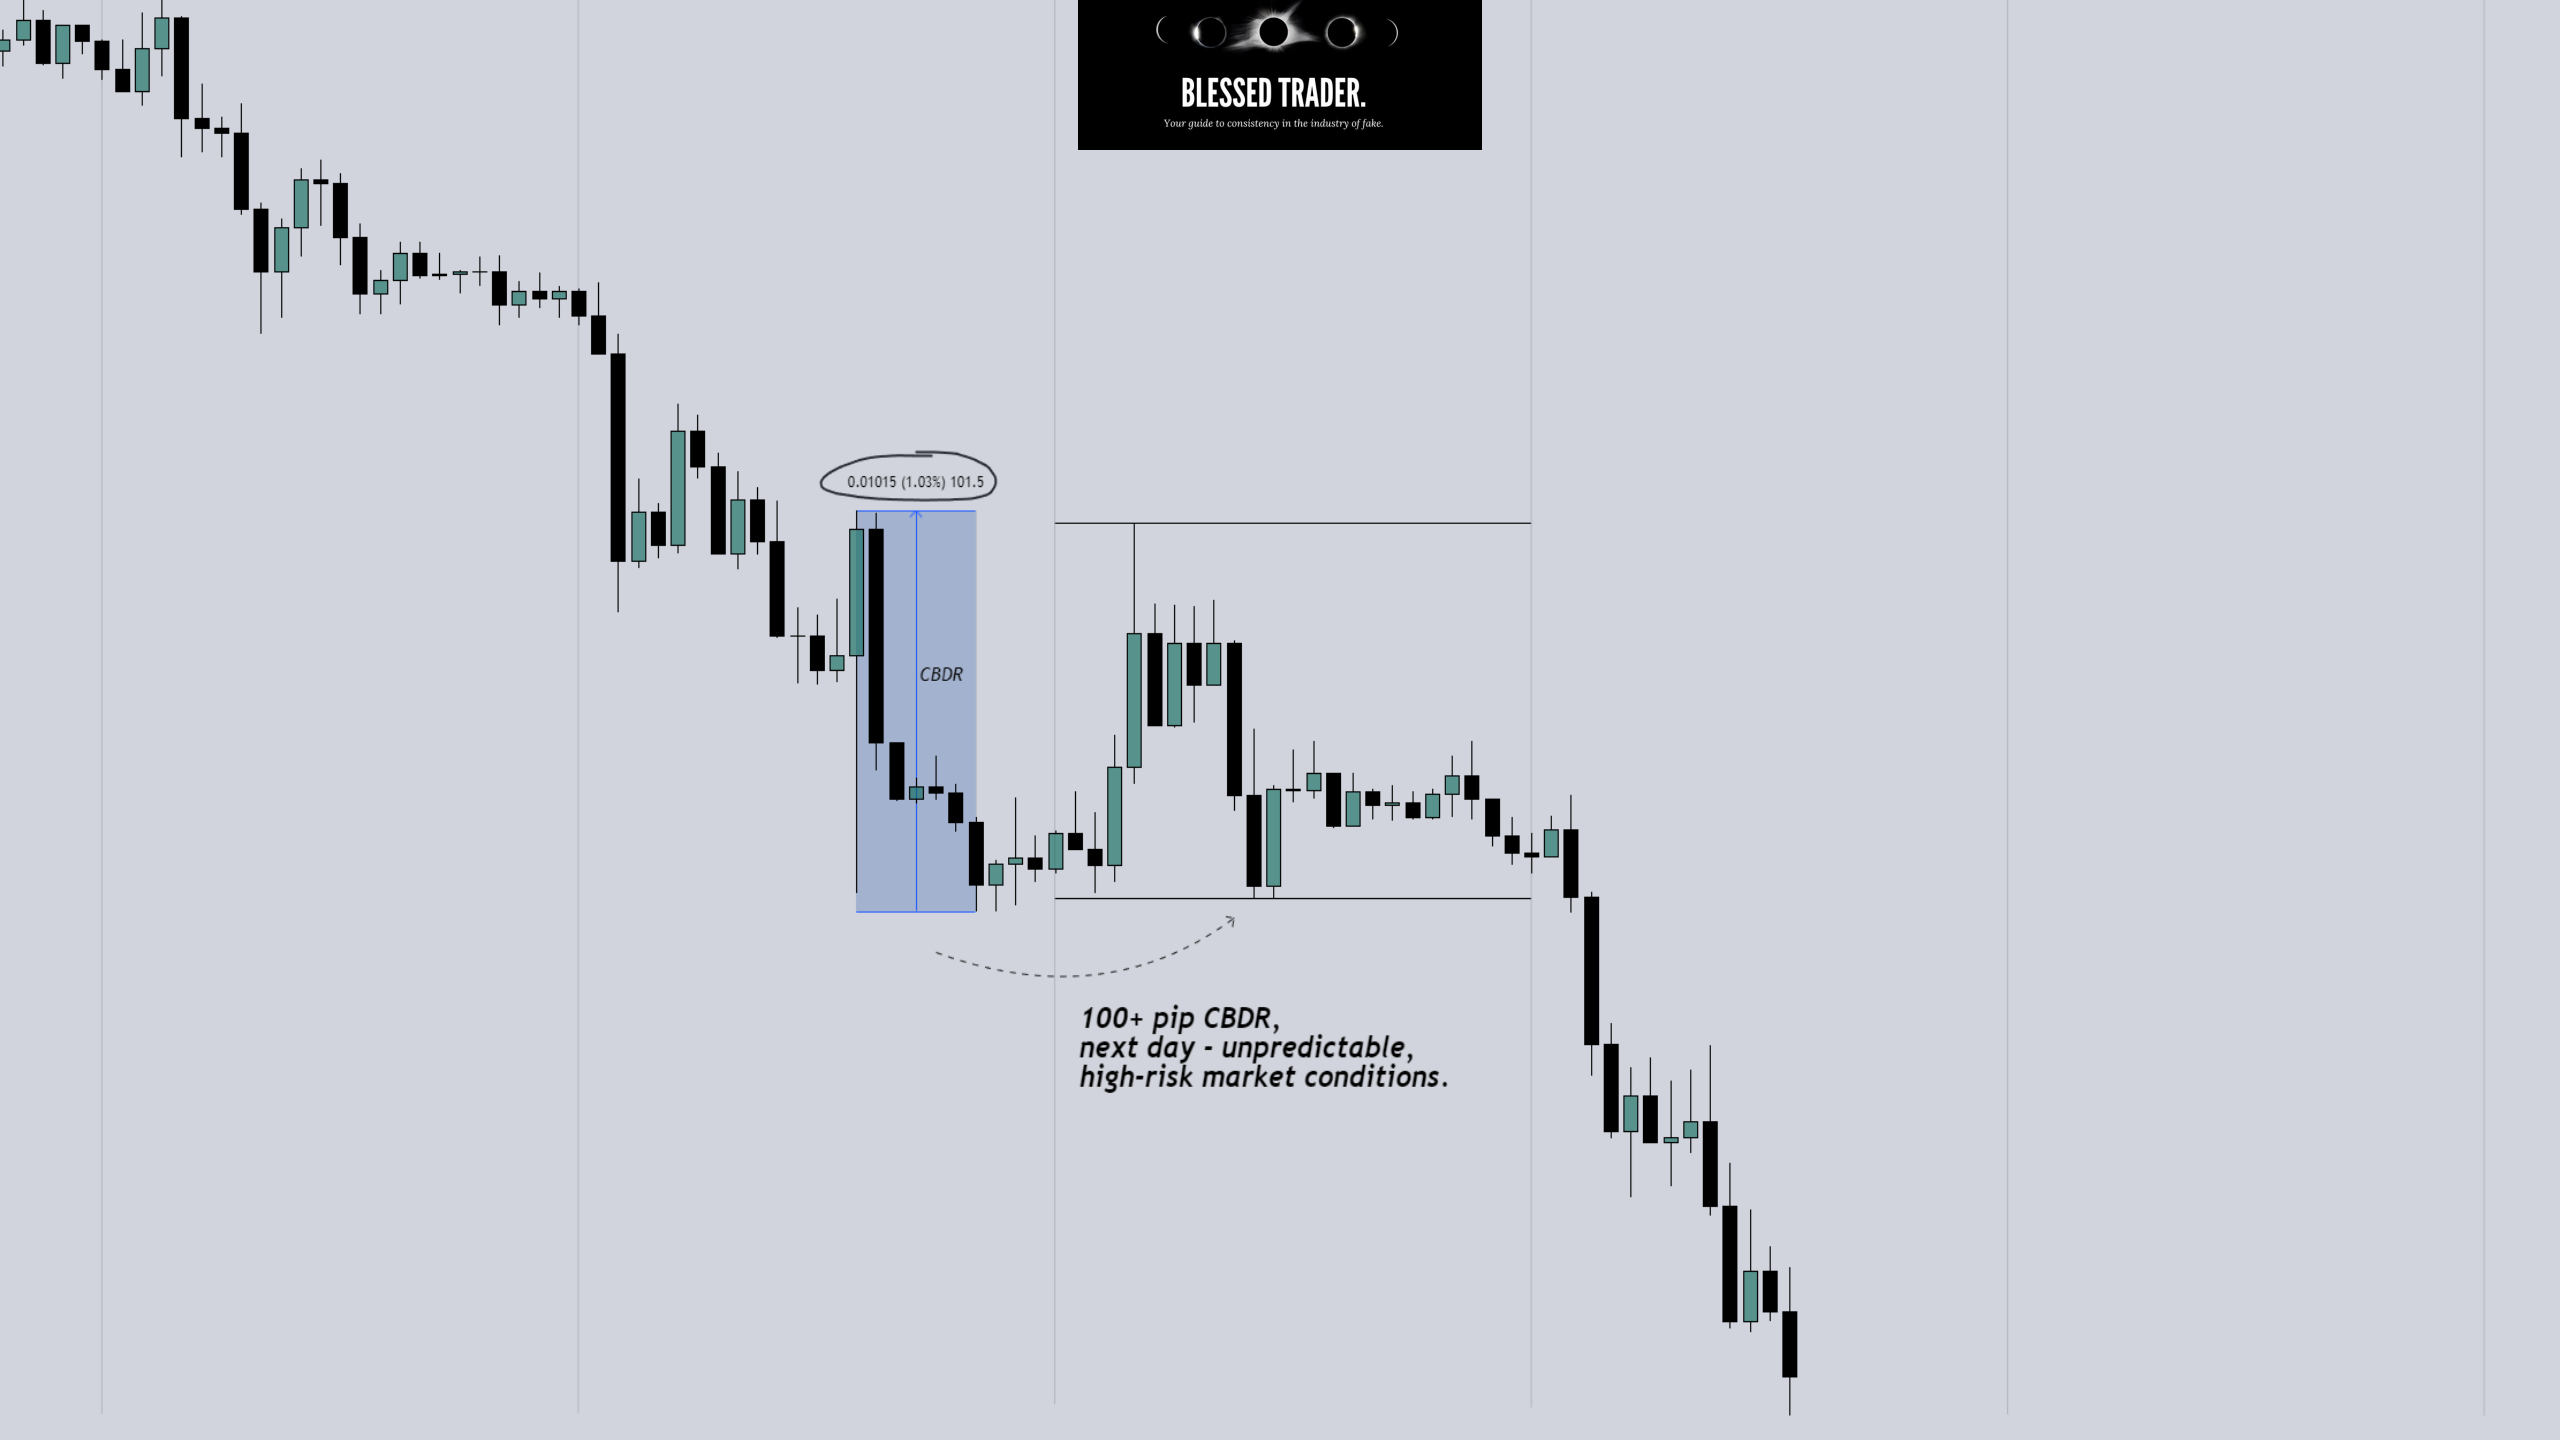 BLESSED TRADER.
Your guide to consistency in the industry of fake.
0.01015 (1.03%) 101.5
CBDR
100+ pip CBDR,
next day - unpredictable,
high-risk market conditions.